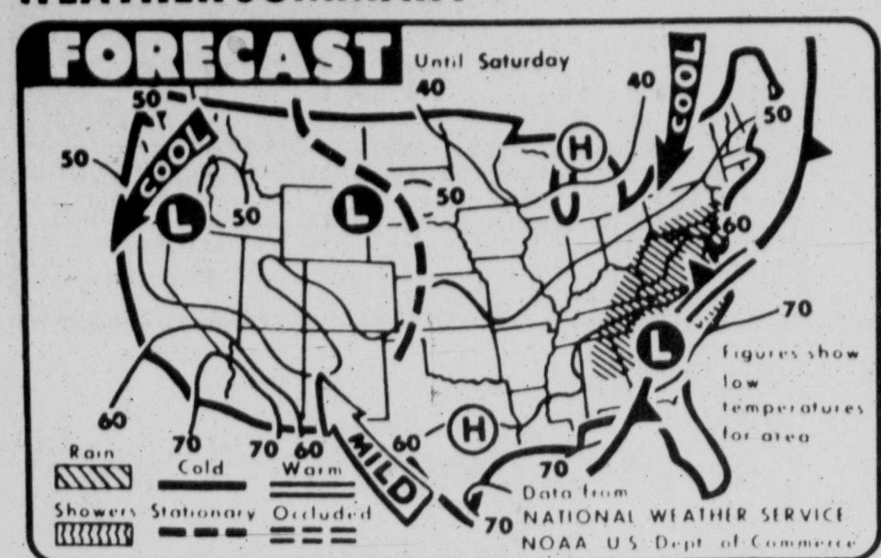 FORECAST
Until Saturday
40
COOL
40
50
50
50
COOL
H
50
L
50
L
60
L
70
Figures show
low
temperatures
for area
60
70
70
60
MILD
60
H
70
70
Rain
Cold
Warm
Showers
Stationary
Occluded
Data from
NATIONAL WEATHER SERVICE
NOAA U S Dept of Commerce